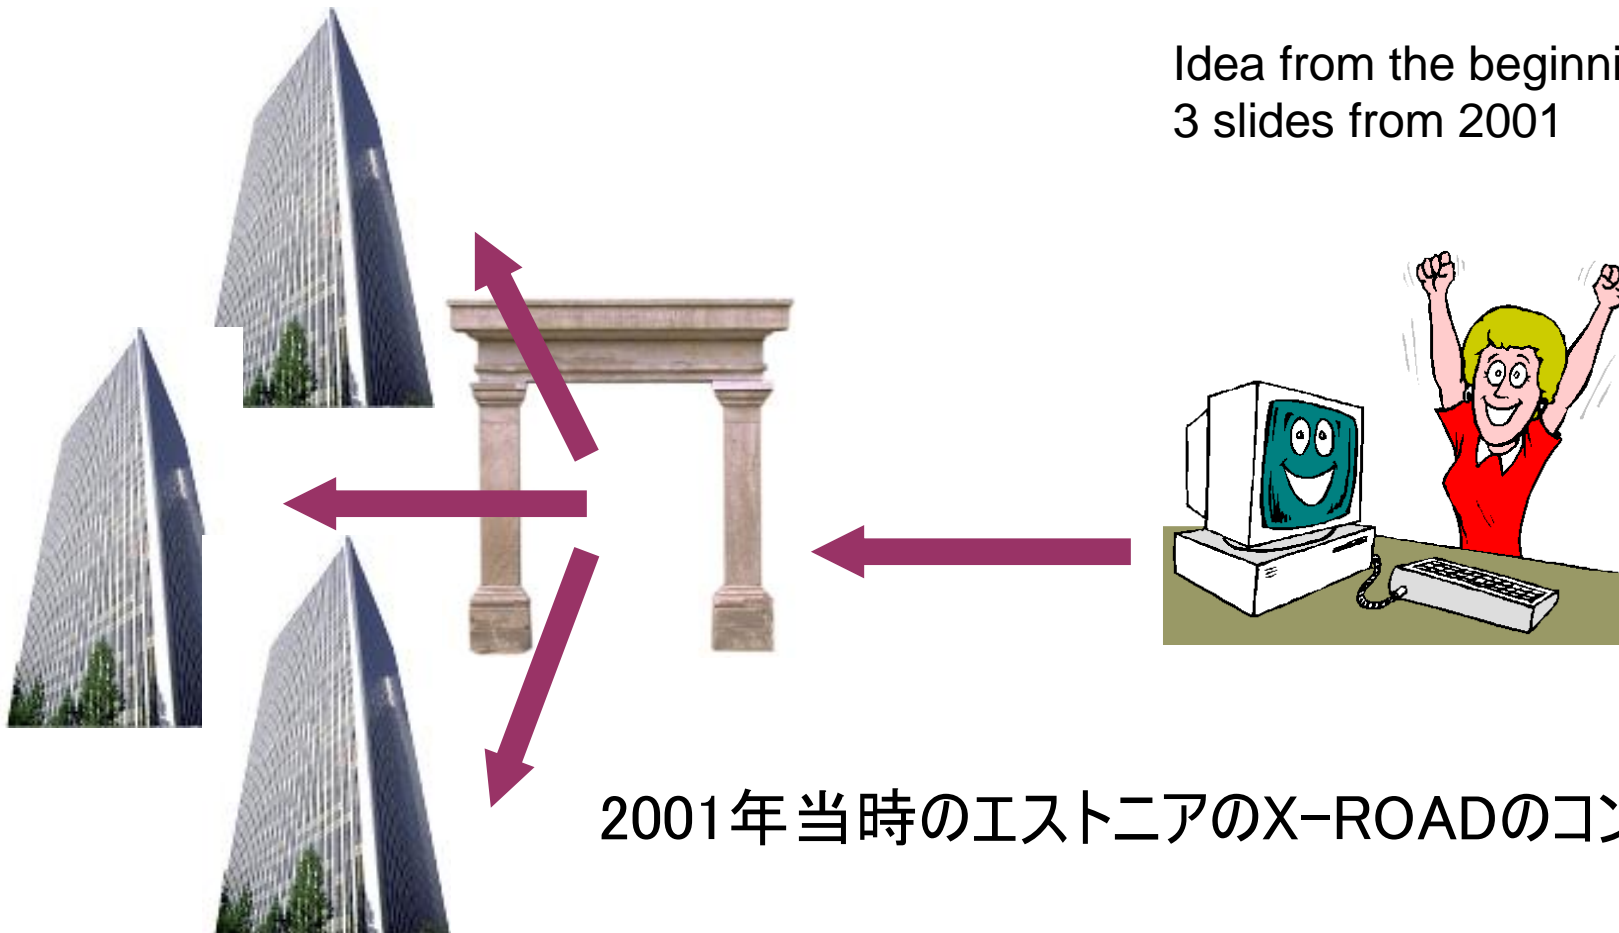 Idea from the beginni
3 slides from 2001
2001年当時のエストニアのX-ROADのコン